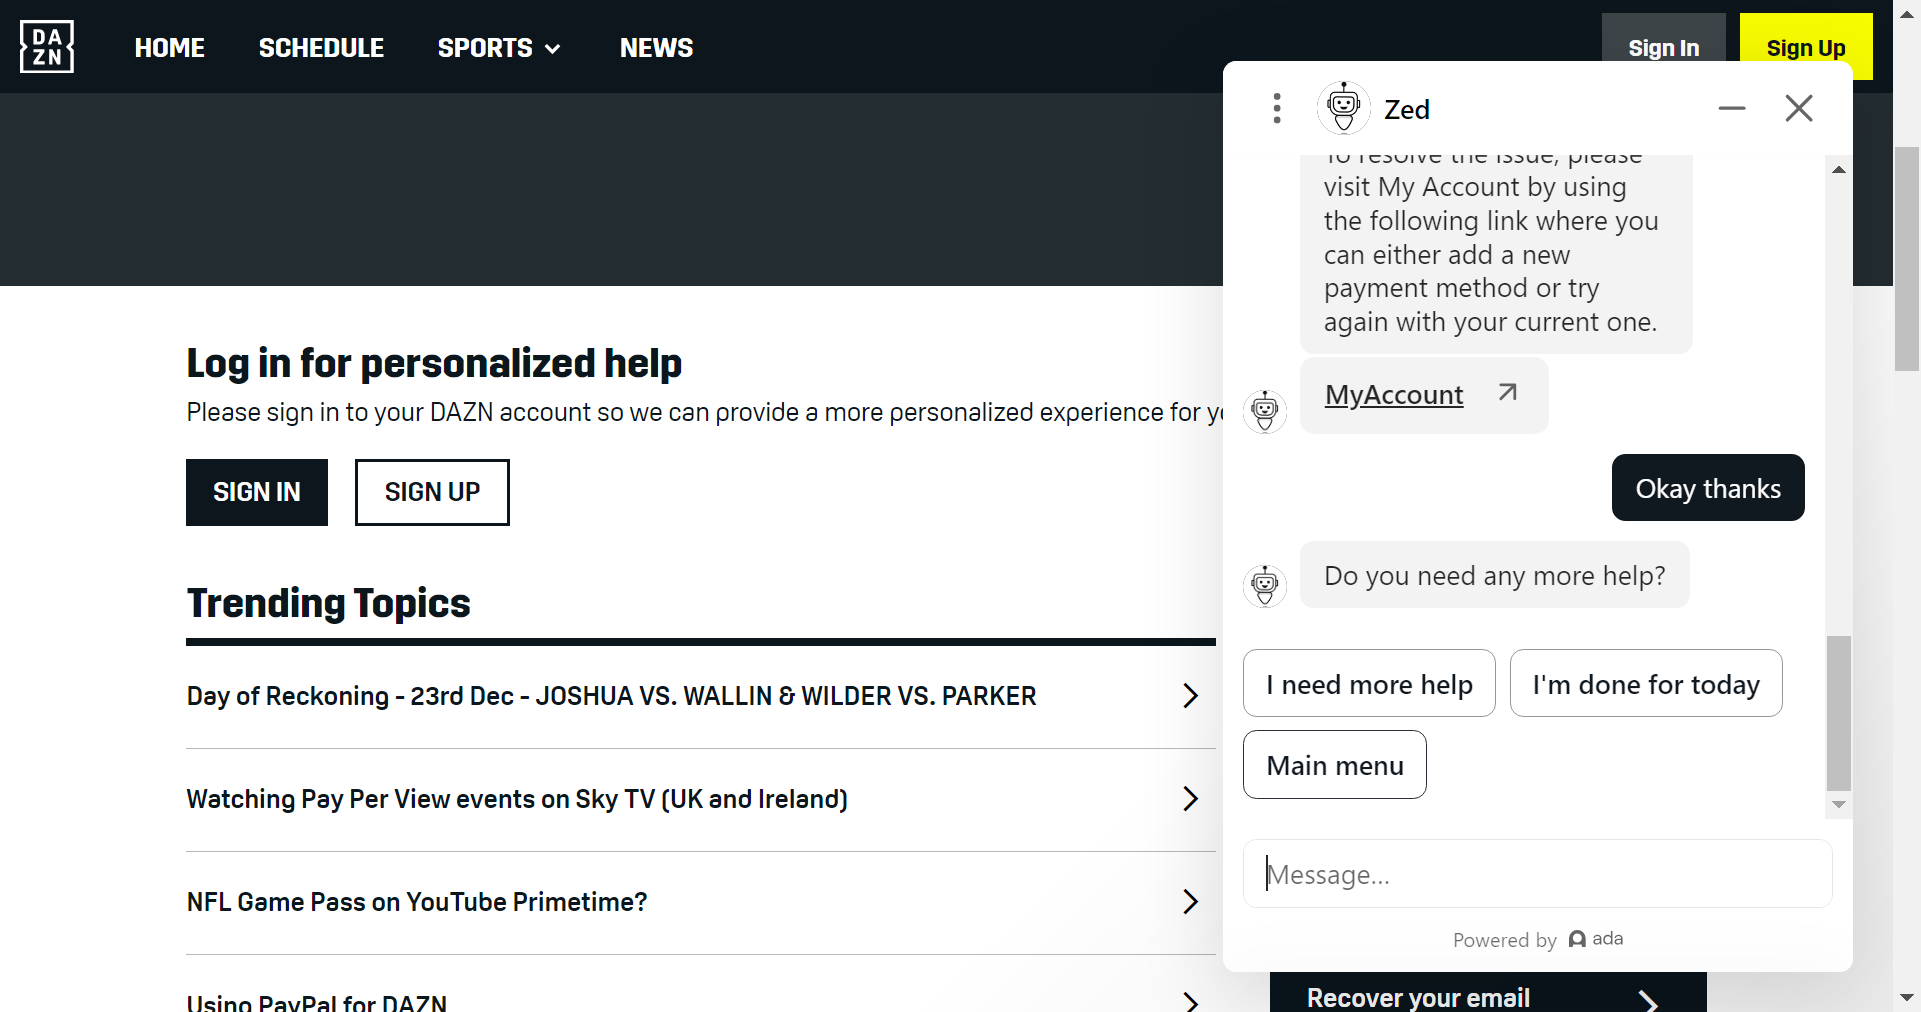 DA
ZN
HOME
SCHEDULE
SPORTS
NEWS
Sign In
Sign Up
Log in for personalized help
Please sign in to your DAZN account so we can provide a more personalized experience for yo
SIGN IN
SIGN UP
Trending Topics
Day of Reckoning - 23rd Dec - JOSHUA VS. WALLIN & WILDER VS. PARKER
Watching Pay Per View events on Sky TV (UK and Ireland)
NFL Game Pass on YouTube Primetime?
Using PayPal for DAZN
Zed
To resolve the issue, please
visit My Account by using
the following link where you
can either add a new
payment method or try
again with your current one.
MyAccount
Okay thanks
Do you need any more help?
I need more help
I'm done for today
Main menu
Message...
Powered by ada
Recover your email